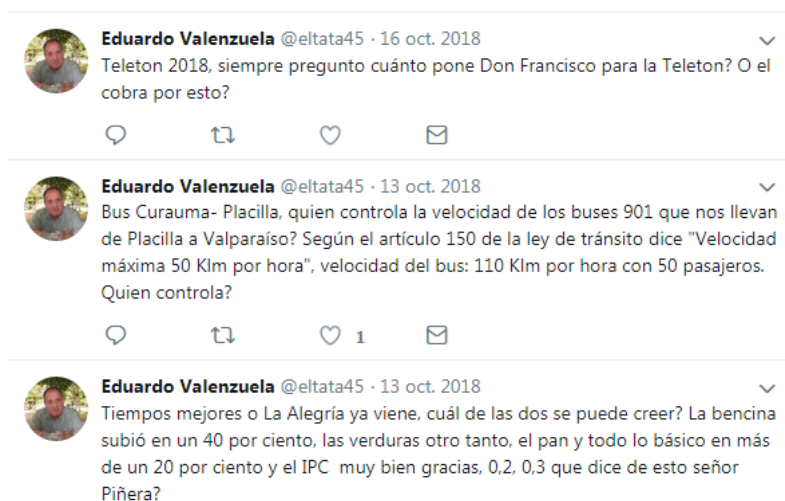 Eduardo Valenzuela @eltata45 · 16 oct. 2018
Teleton 2018, siempre pregunto cuánto pone Don Francisco para la Teleton? O el
cobra por esto?
Eduardo Valenzuela @eltata45 · 13 oct. 2018
Bus Curauma- Placilla, quien controla la velocidad de los buses 901 que nos llevan
de Placilla a Valparaíso? Según el artículo 150 de la ley de tránsito dice "Velocidad
máxima 50 Klm por hora", velocidad del bus: 110 Klm por hora con 50 pasajeros.
Quien controla?
1
Eduardo Valenzuela @eltata45 · 13 oct. 2018
Tiempos mejores o La Alegría ya viene, cuál de las dos se puede creer? La bencina
subió en un 40 por ciento, las verduras otro tanto, el pan y todo lo básico en más
de un 20 por ciento y el IPC muy bien gracias, 0,2, 0,3 que dice de esto señor
Piñera?